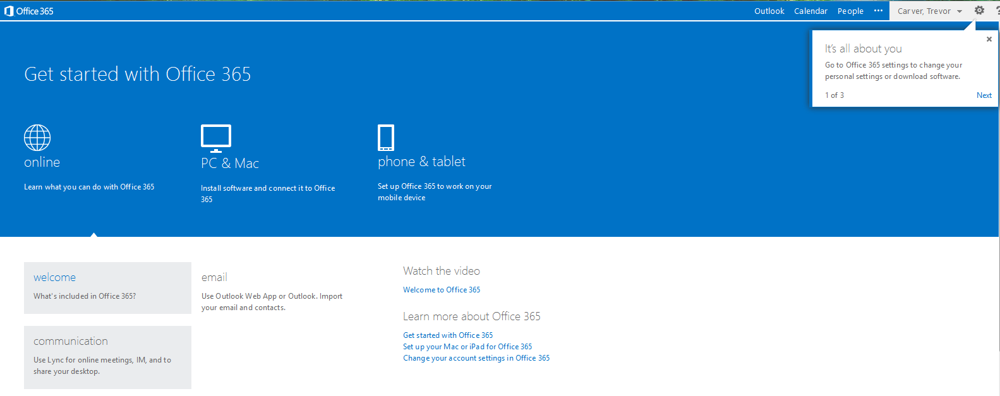 Office 365
Outlook Calendar People ··· Carver, Trevor ?
It's all about you
Go to Office 365 settings to change your
personal settings or download software.
1 of 3 Next
Get started with Office 365
online
Learn what you can do with Office 365
PC & Mac
Install software and connect it to Office
365
phone & tablet
Set up Office 365 to work on your
mobile device
welcome
What's included in Office 365?
email
Use Outlook Web App or Outlook. Import
your email and contacts.
communication
Use Lync for online meetings, IM, and to
share your desktop.
Watch the video
Welcome to Office 365
Learn more about Office 365
Get started with Office 365
Set up your Mac or iPad for Office 365
Change your account settings in Office 365